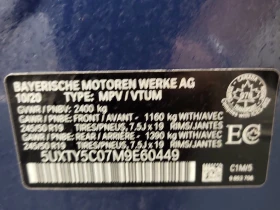 BAYERISCHE MOTOREN WERKE AG
10/20 TYPE: MPV / VTUM
GVWR / PNBV: 2400 kg
GAWR / PNBE: FRONT / AVANT - 1160 kg WITH/AVEC
245/50 R19 TIRES/PNEUS, 7.5J x 19 RIMS/JANTES
GAWR / PNBE: REAR / ARRIERE - 1390 kg WITH/AVEC
245/50 R19 TIRES/PNEUS, 7.5J x 19 RIMS/JANTES
5UXTY5C07M9E60449
EC
C1M/5